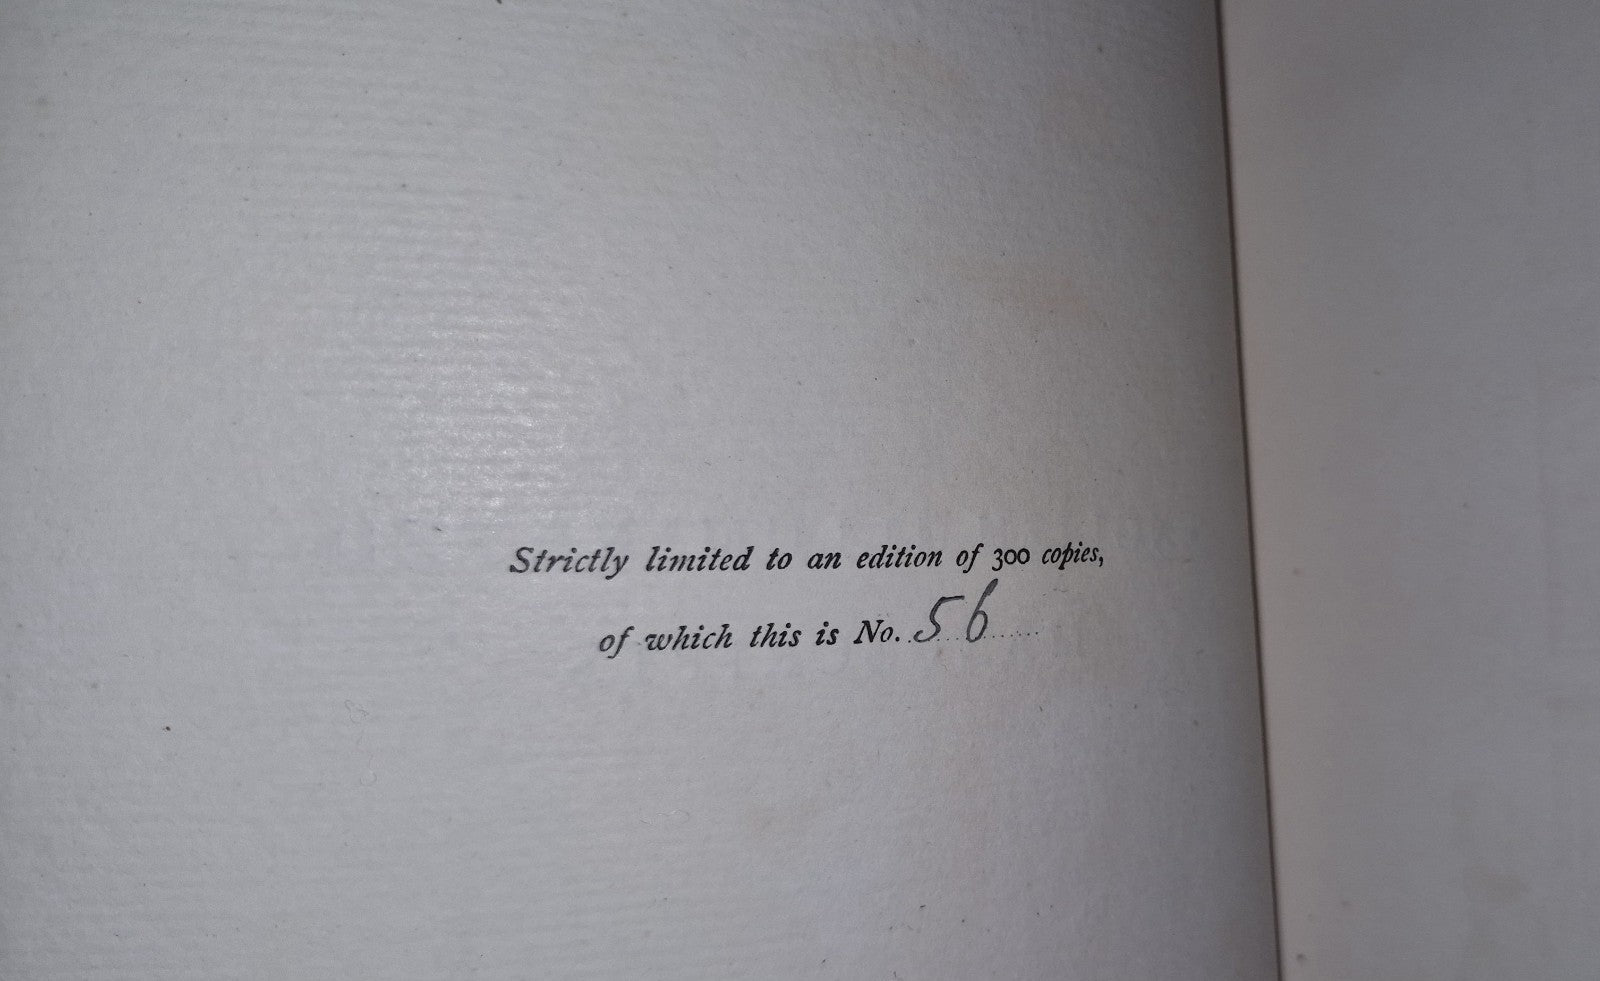 Strictly limited to an edition of 300 copies,
of which this is No. 56